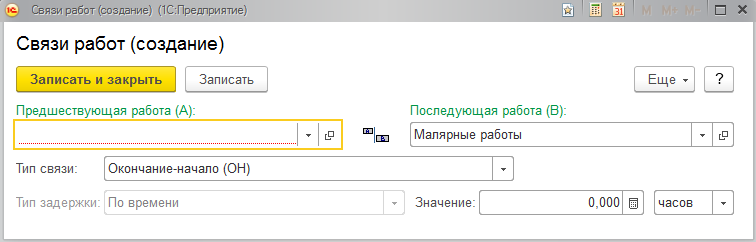 Связи работ (создание) (1С:Предприятие)
M M+ M-
Связи работ (создание)
Записать и закрыть Записать Еще ?
Предшествующая работа (A): Последующая работа (B):
Малярные работы
Тип связи: Окончание-начало (ОН)
Тип задержки: По времени Значение: 0,000 часов